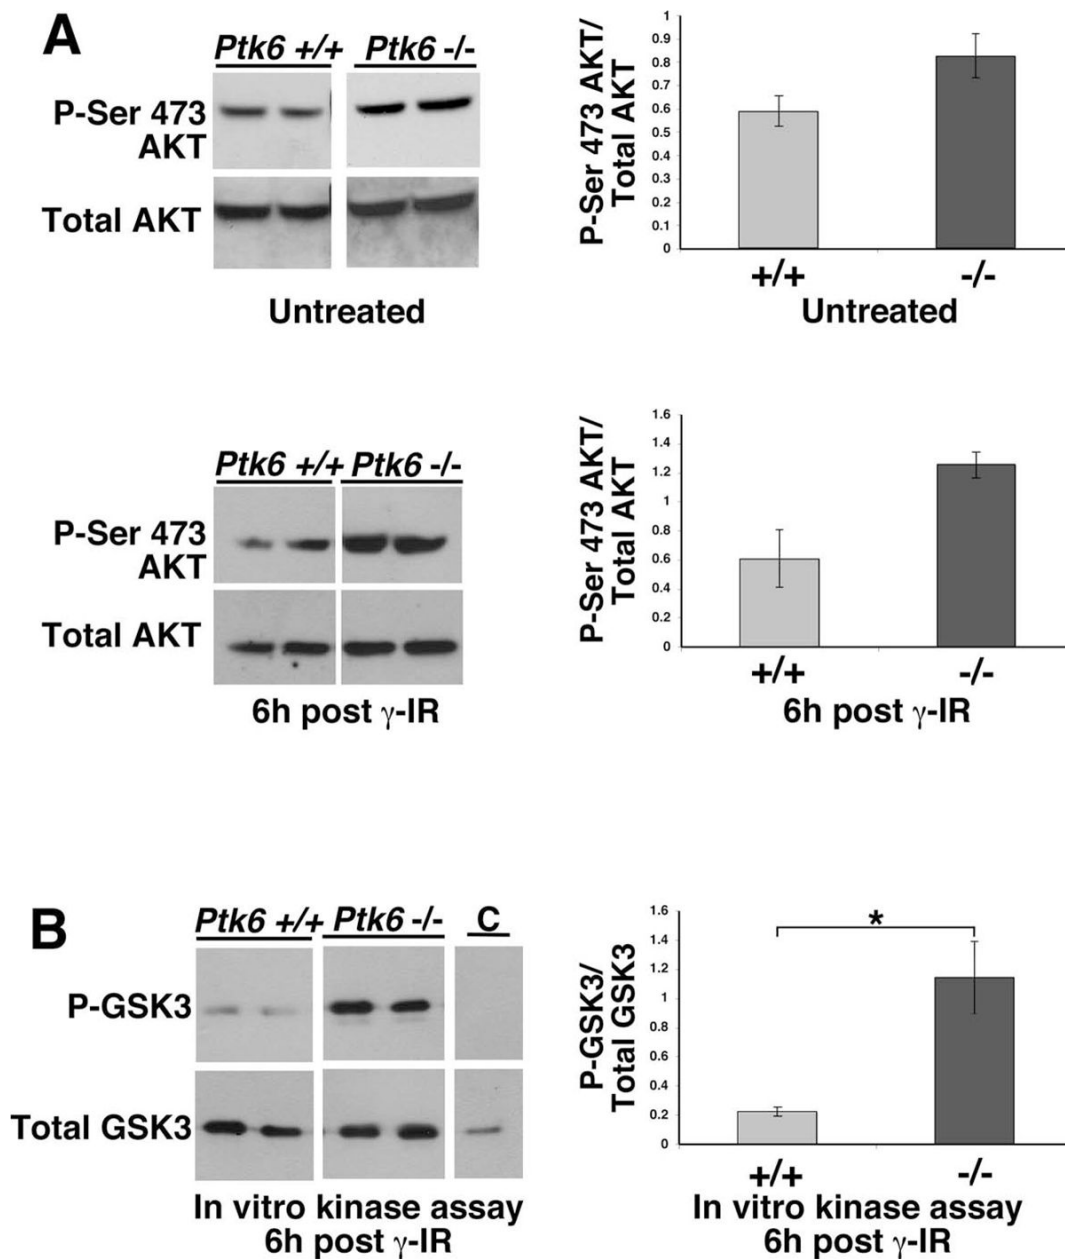 A
Ptk6 +/+ Ptk6 -/-
P-Ser 473
AKT
Total AKT
Untreated
P-Ser 473 AKT/
Total AKT
1
0.9
0.8
0.7
0.6
0.5
0.4
0.3
0.2
0.1
0
+/+ -/-
Untreated
Ptk6 +/+ Ptk6 -/-
P-Ser 473
AKT
Total AKT
6h post γ-IR
P-Ser 473 AKT/
Total AKT
1.6
1.4
1.2
1
0.8
0.6
0.4
0.2
0
+/+ -/-
6h post γ-IR
B
Ptk6 +/+ Ptk6 -/- C
P-GSK3
Total GSK3
In vitro kinase assay
6h post γ-IR
P-GSK3/
Total GSK3
1.6
1.4
1.2
1
0.8
0.6
0.4
0.2
0
*
+/+ -/-
In vitro kinase assay
6h post γ-IR